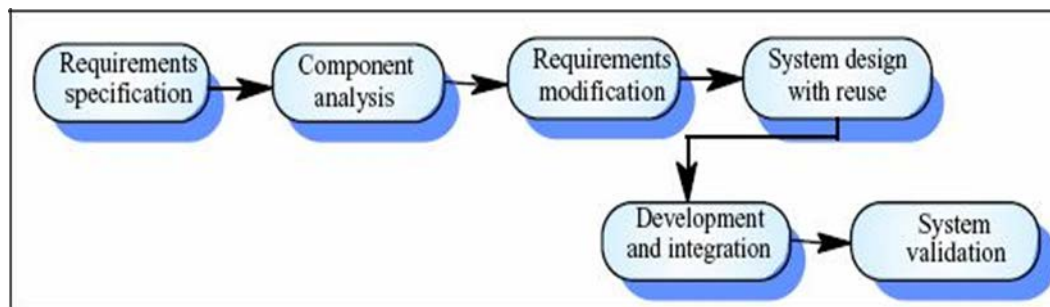 Requirements
specification
Component
analysis
Requirements
modification
System design
with reuse
Development
and integration
System
validation